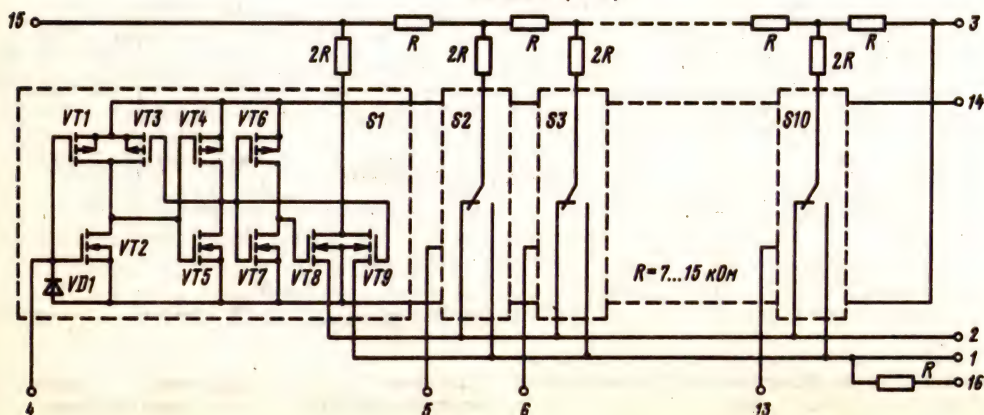 15 R R R R 3
2R 2R 2R 2R
VT1 VT3 VT4 VT6 S1 S2 S3 S10 14
VT2 VD1 VT5 VT7 VT8 VT9
R=7...15 кОм
2
1
R 16
4 5 6 13